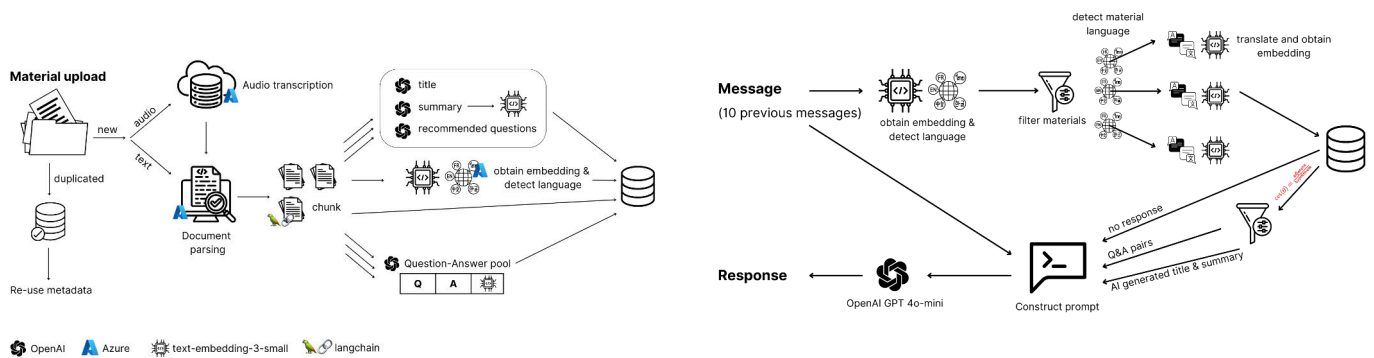 Material upload
new
audio
text
duplicated
Re-use metadata
Audio transcription
Document
parsing
chunk
title
summary
recommended questions
obtain embedding &
detect language
Question-Answer pool
Q
A
OpenAI
Azure
text-embedding-3-small
langchain
Message
(10 previous messages)
obtain embedding &
detect language
filter materials
detect material
language
translate and obtain
embedding
no response
Q&A pairs
AI generated title & summary
Construct prompt
OpenAI GPT 4o-mini
Response